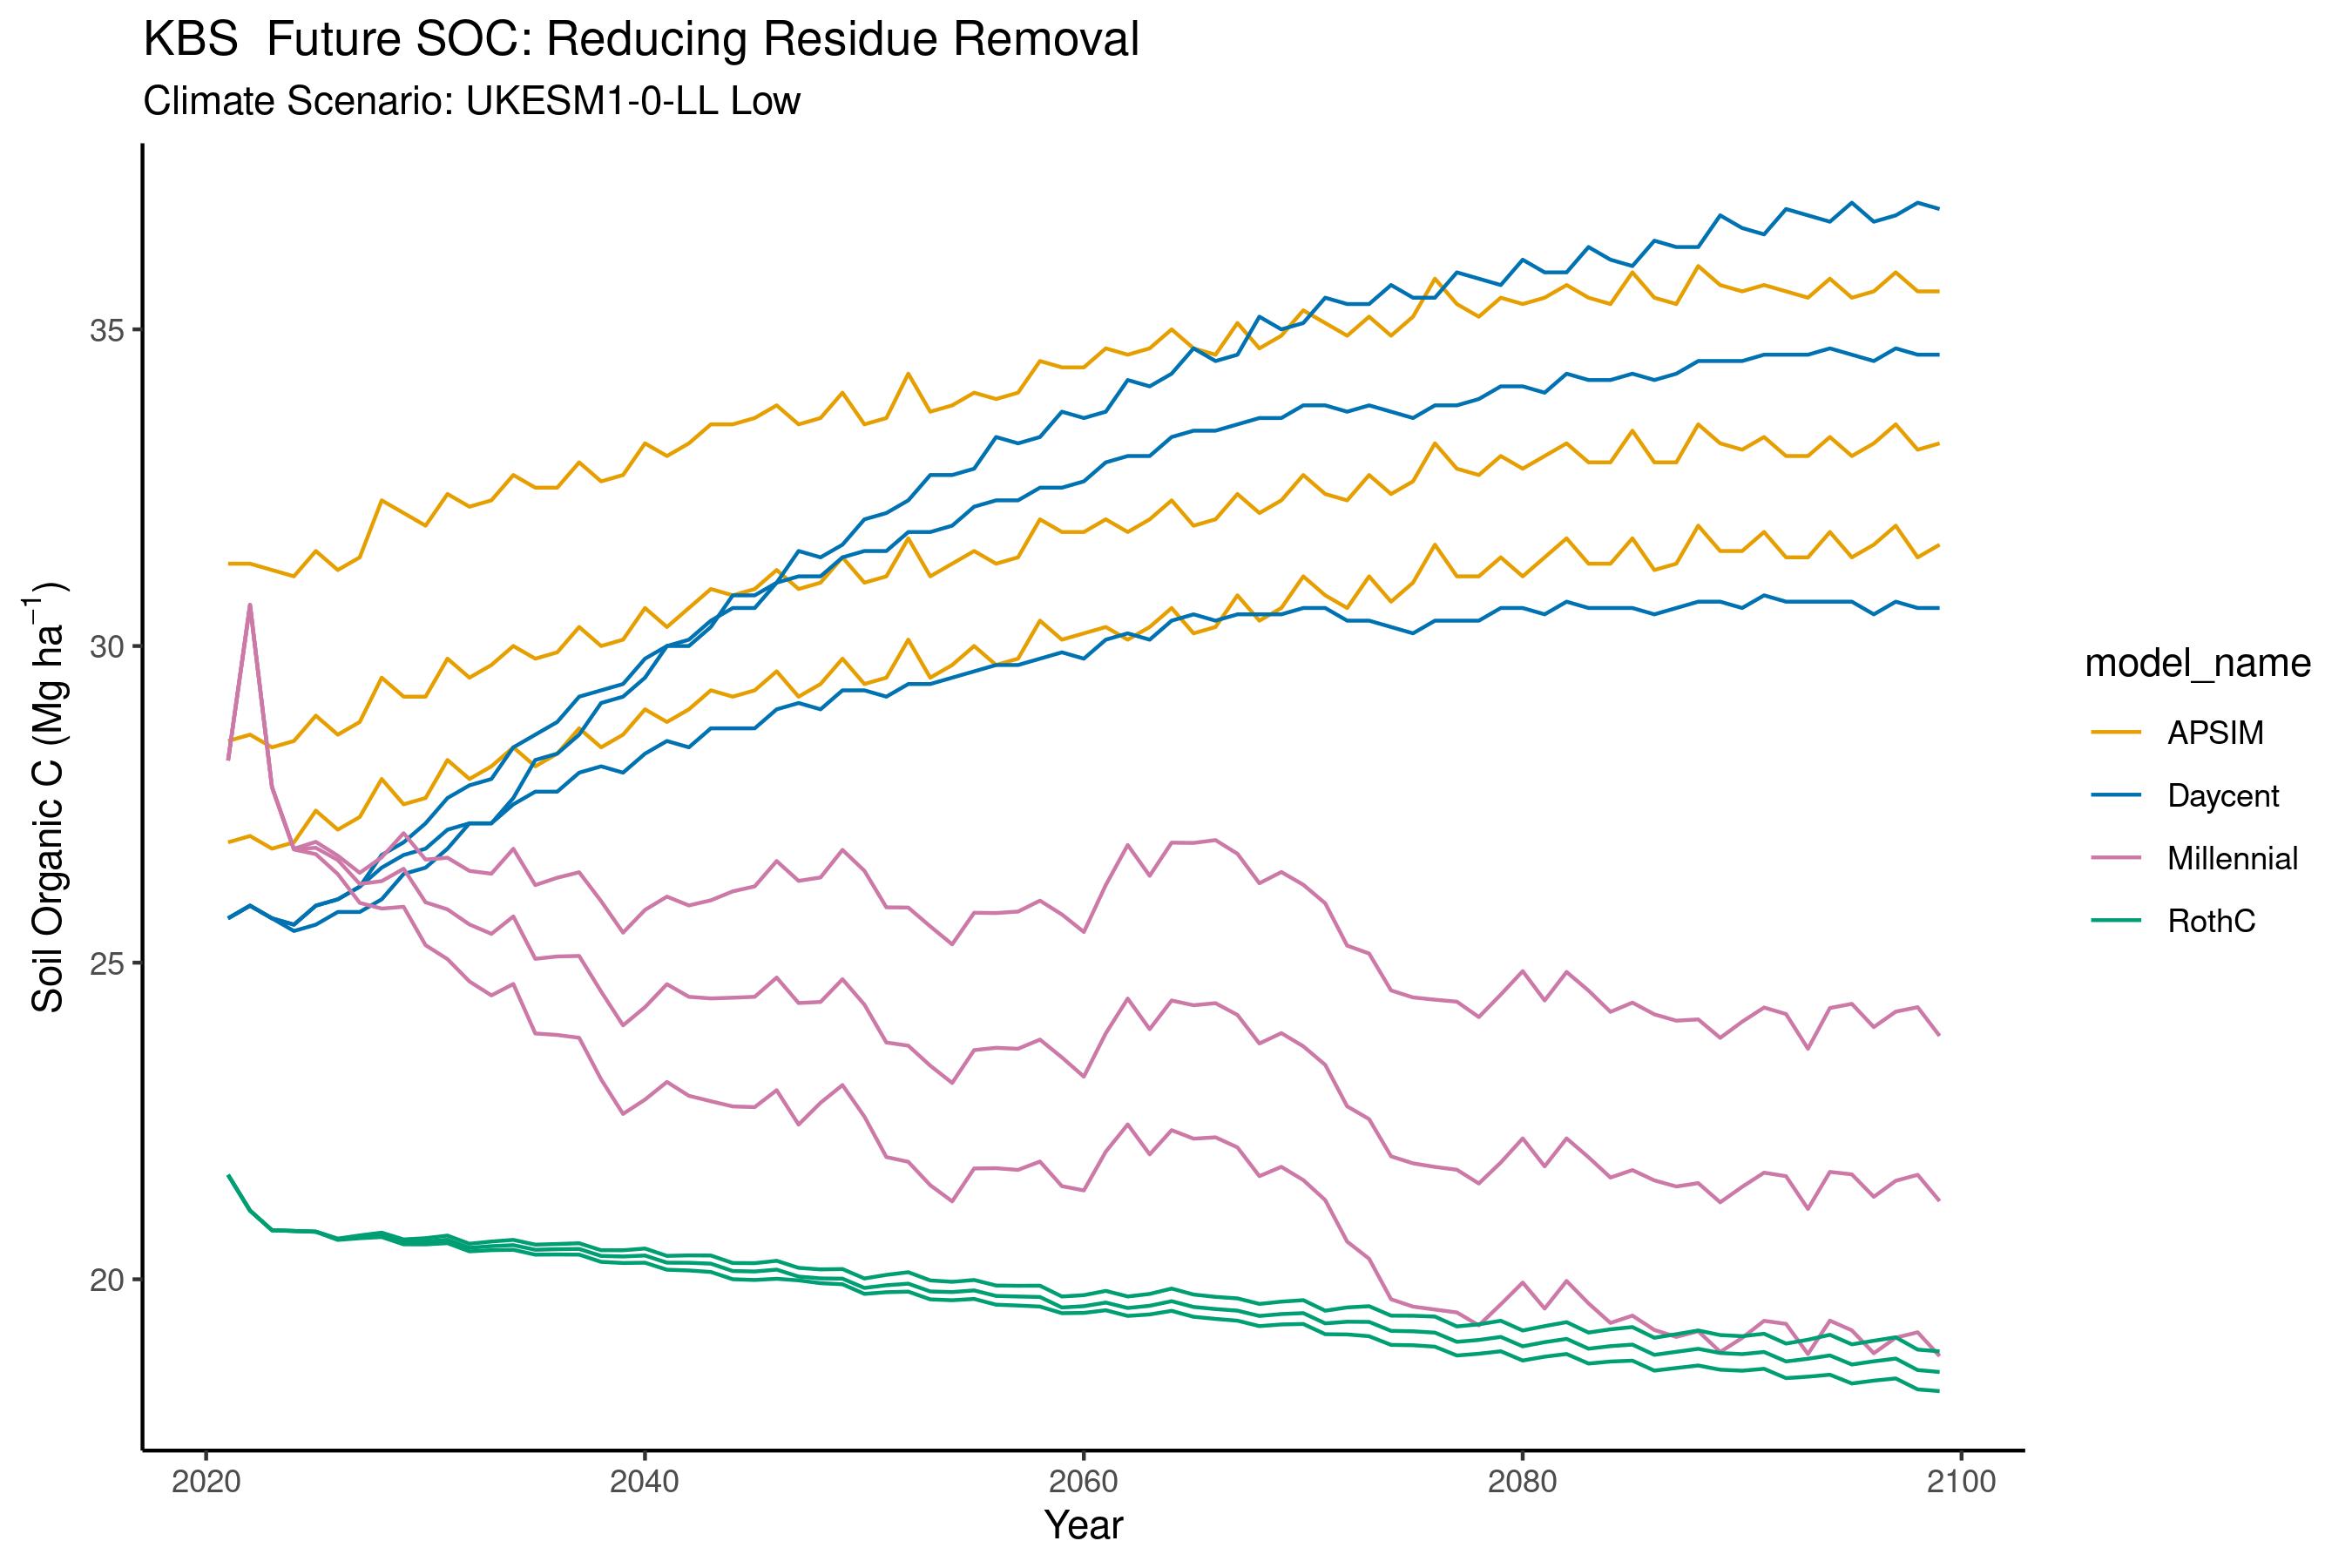 KBS  Future SOC: Reducing Residue Removal
Climate Scenario: UKESM1-0-LL Low
Soil Organic C (Mg ha⁻¹)
35
30
25
20
2020
2040
2060
2080
2100
Year
model_name
APSIM
Daycent
Millennial
RothC